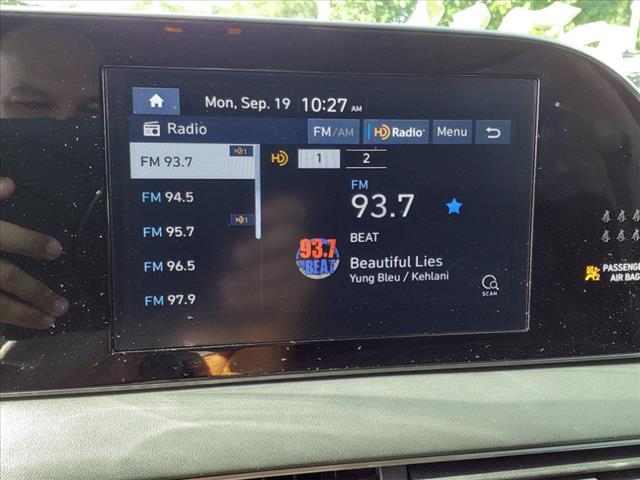 Mon, Sep. 19 10:27 AM
Radio FM/AM HD Radio Menu
FM 93.7 HD1
FM 94.5
FM 95.7 HD1
FM 96.5
FM 97.9
HD 1 2
FM
93.7
BEAT
93.7
BEAT
Beautiful Lies
Yung Bleu / Kehlani
SCAN
PASSENGE
AIR BAG